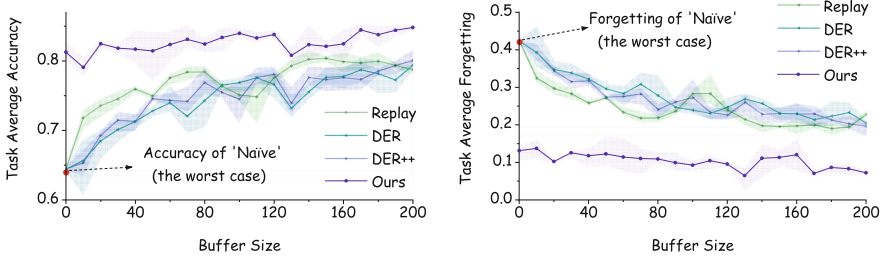 Task Average Accuracy
0.8
0.7
0.6
0 40 80 120 160 200
Buffer Size
Accuracy of 'Naïve'
(the worst case)
Replay
DER
DER++
Ours
Task Average Forgetting
0.5
0.4
0.3
0.2
0.1
0.0
0 40 80 120 160 200
Buffer Size
Forgetting of 'Naïve'
(the worst case)
Replay
DER
DER++
Ours